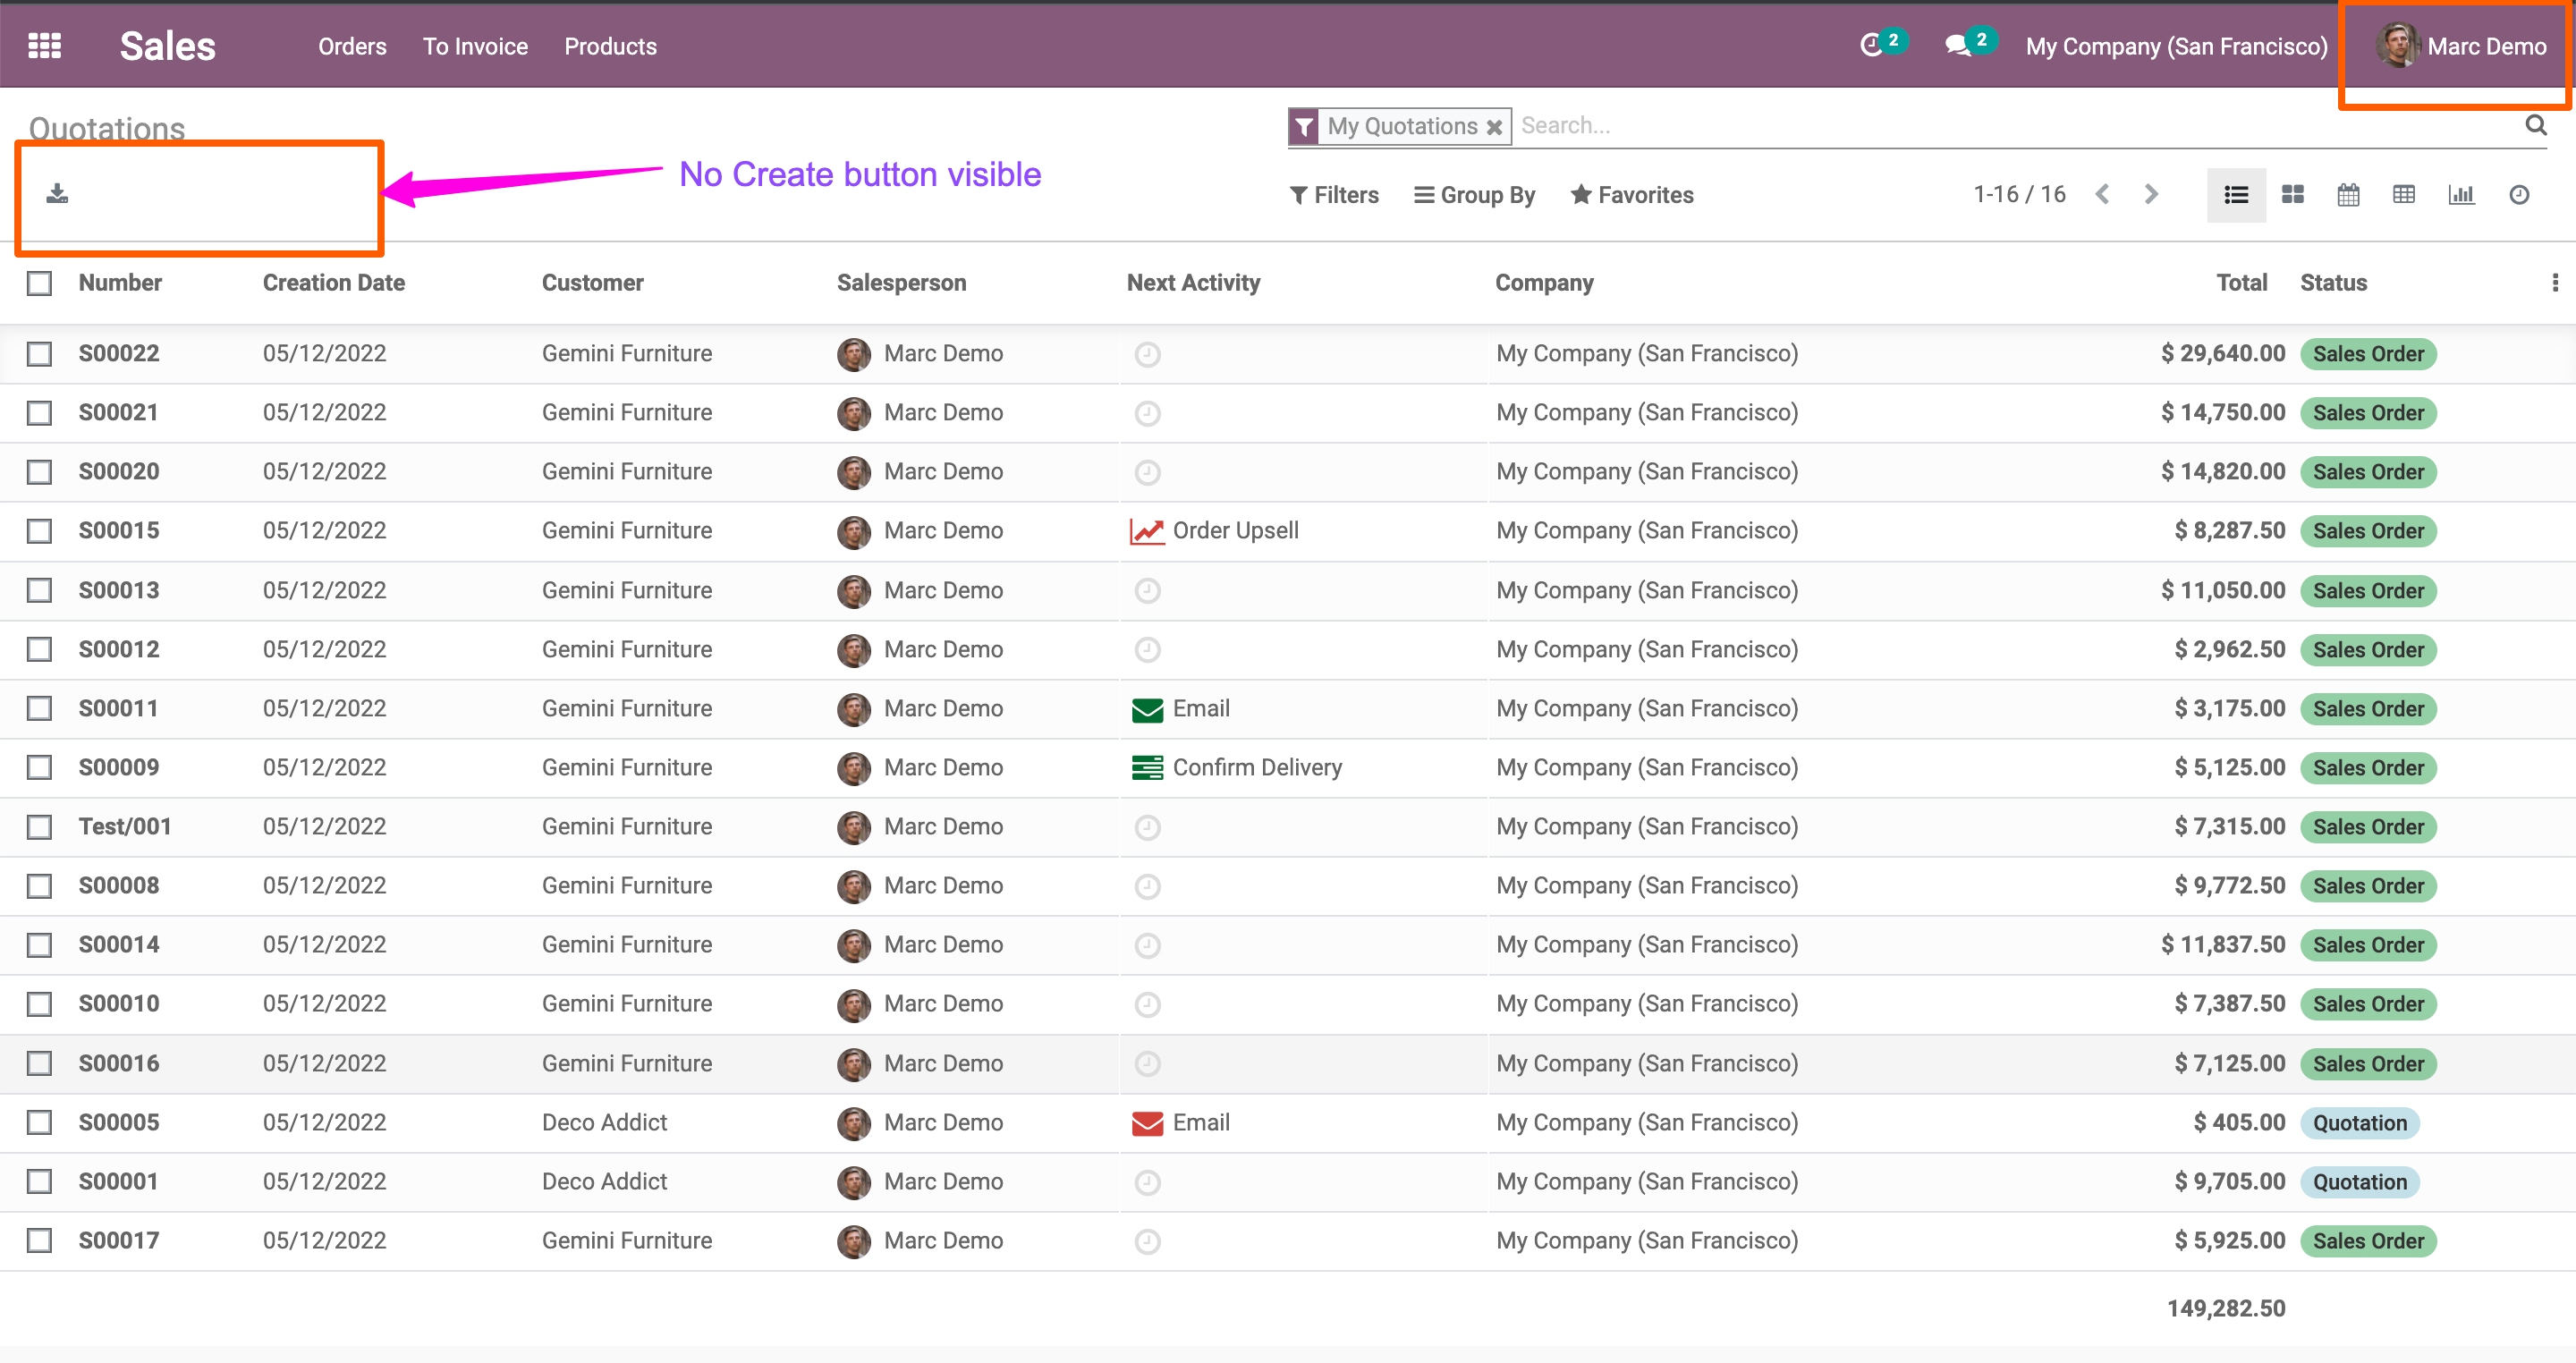 Sales Orders To Invoice Products 2 2 My Company (San Francisco) Marc Demo
Quotations My Quotations Search...
No Create button visible
Filters Group By Favorites 1-16 / 16
Number Creation Date Customer Salesperson Next Activity Company Total Status
S00022 05/12/2022 Gemini Furniture Marc Demo My Company (San Francisco) $ 29,640.00 Sales Order
S00021 05/12/2022 Gemini Furniture Marc Demo My Company (San Francisco) $ 14,750.00 Sales Order
S00020 05/12/2022 Gemini Furniture Marc Demo My Company (San Francisco) $ 14,820.00 Sales Order
S00015 05/12/2022 Gemini Furniture Marc Demo Order Upsell My Company (San Francisco) $ 8,287.50 Sales Order
S00013 05/12/2022 Gemini Furniture Marc Demo My Company (San Francisco) $ 11,050.00 Sales Order
S00012 05/12/2022 Gemini Furniture Marc Demo My Company (San Francisco) $ 2,962.50 Sales Order
S00011 05/12/2022 Gemini Furniture Marc Demo Email My Company (San Francisco) $ 3,175.00 Sales Order
S00009 05/12/2022 Gemini Furniture Marc Demo Confirm Delivery My Company (San Francisco) $ 5,125.00 Sales Order
Test/001 05/12/2022 Gemini Furniture Marc Demo My Company (San Francisco) $ 7,315.00 Sales Order
S00008 05/12/2022 Gemini Furniture Marc Demo My Company (San Francisco) $ 9,772.50 Sales Order
S00014 05/12/2022 Gemini Furniture Marc Demo My Company (San Francisco) $ 11,837.50 Sales Order
S00010 05/12/2022 Gemini Furniture Marc Demo My Company (San Francisco) $ 7,387.50 Sales Order
S00016 05/12/2022 Gemini Furniture Marc Demo My Company (San Francisco) $ 7,125.00 Sales Order
S00005 05/12/2022 Deco Addict Marc Demo Email My Company (San Francisco) $ 405.00 Quotation
S00001 05/12/2022 Deco Addict Marc Demo My Company (San Francisco) $ 9,705.00 Quotation
S00017 05/12/2022 Gemini Furniture Marc Demo My Company (San Francisco) $ 5,925.00 Sales Order
149,282.50